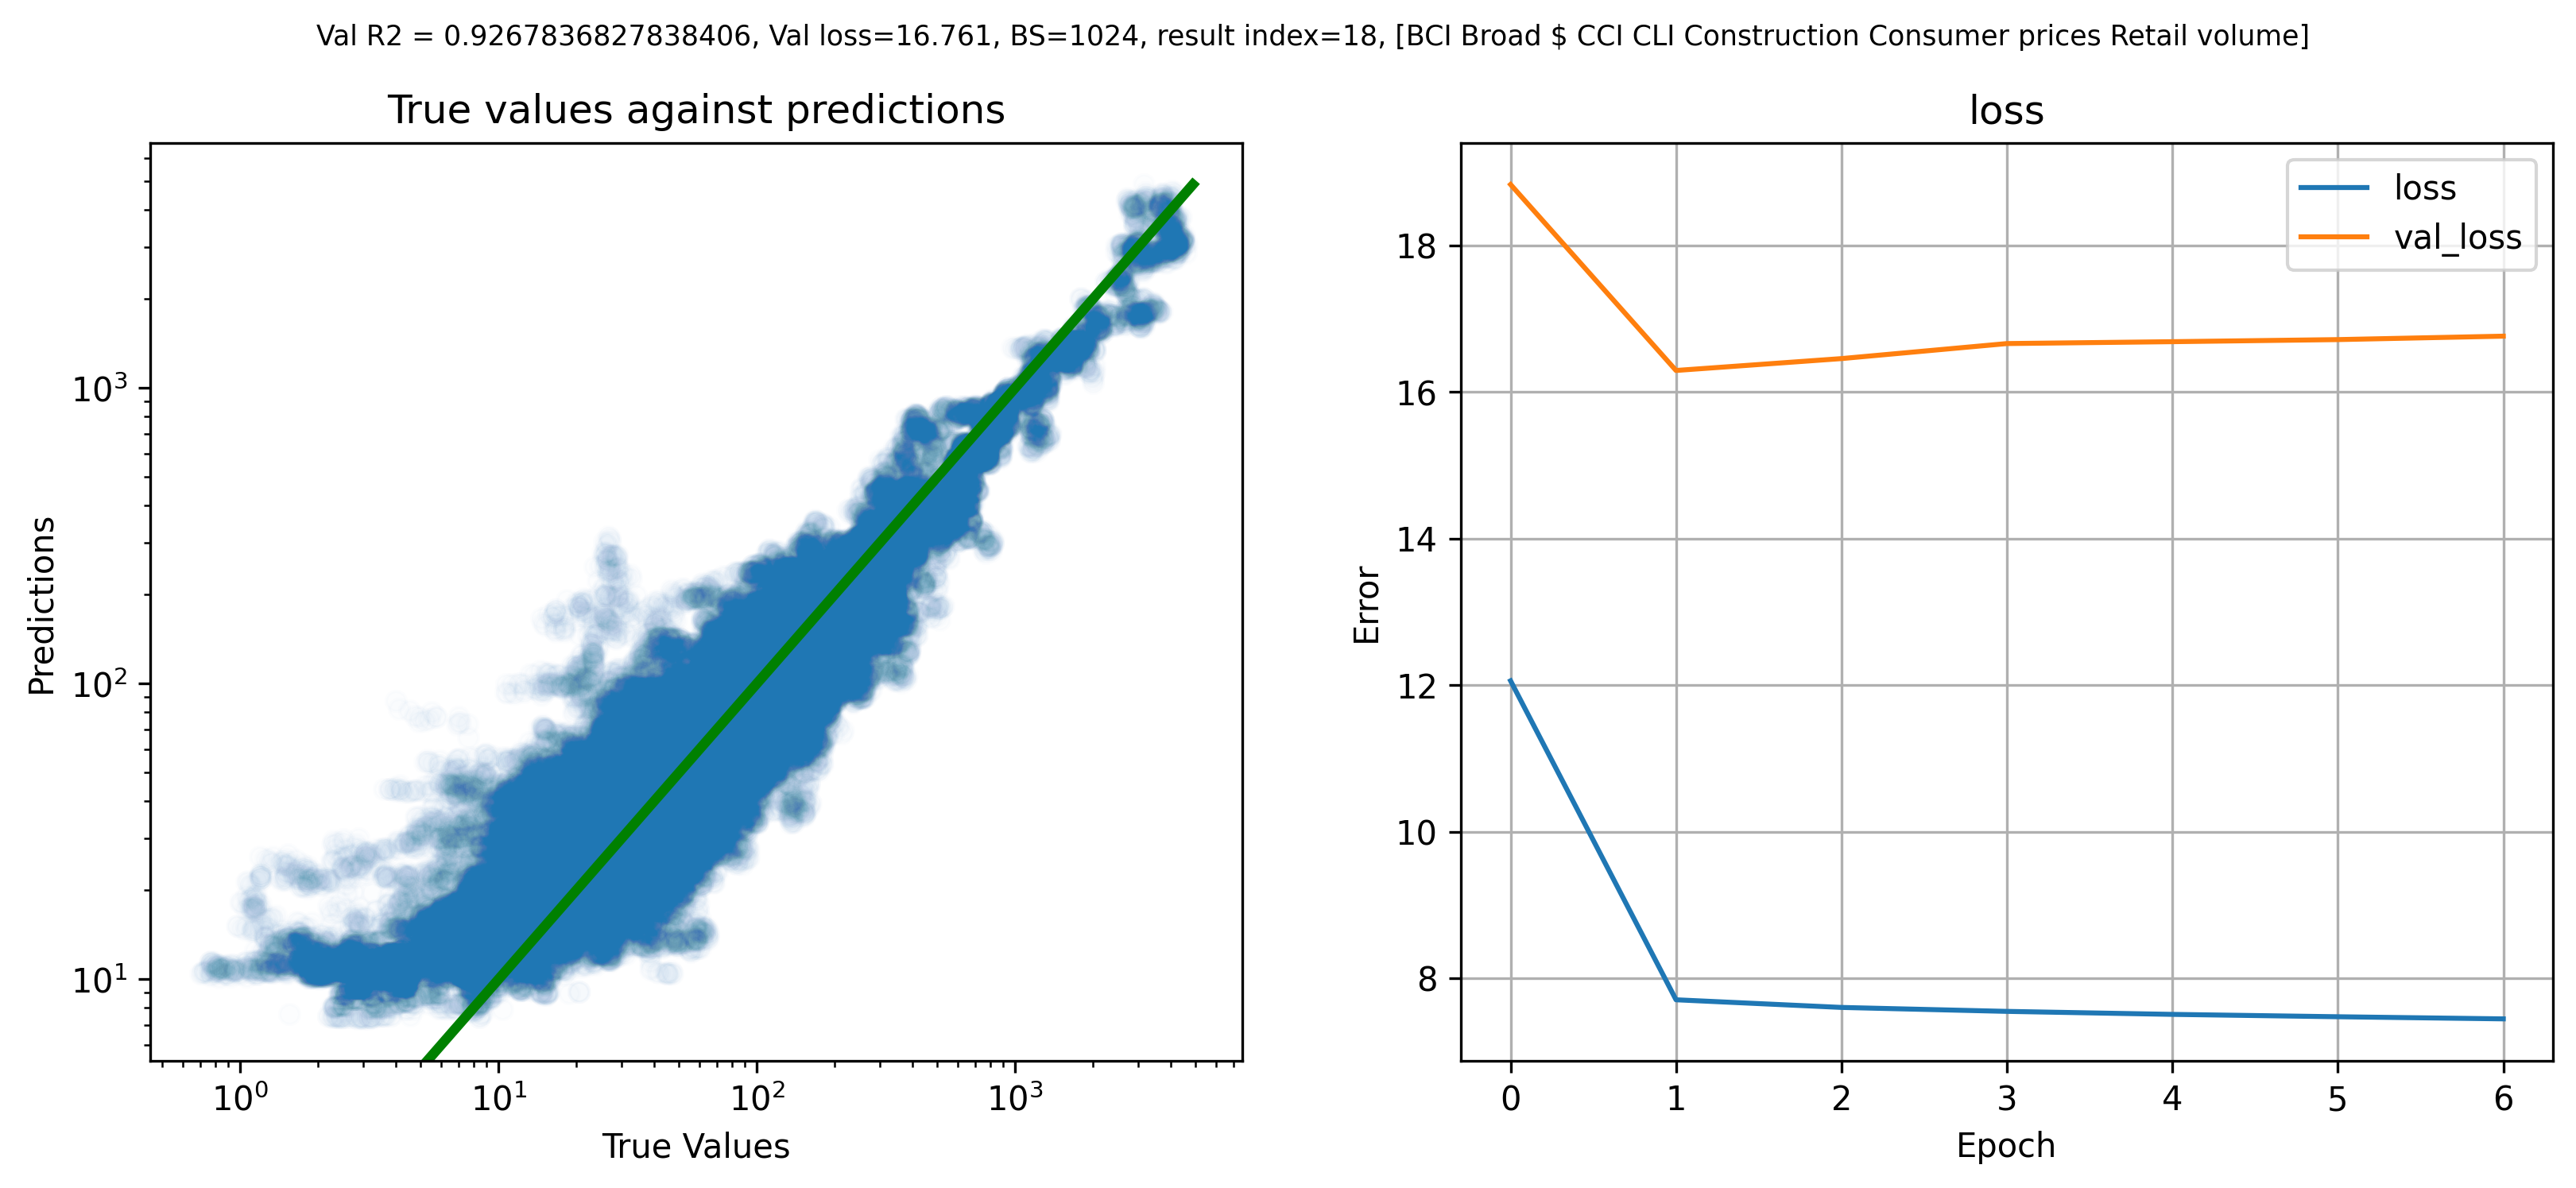 Val R2 = 0.9267836827838406, Val loss=16.761, BS=1024, result index=18, [BCI Broad $ CCI CLI Construction Consumer prices Retail volume]
True values against predictions
Predictions
10³
10²
10¹
10⁰ 10¹ 10² 10³
True Values
loss
loss
val_loss
Error
18
16
14
12
10
8
0 1 2 3 4 5 6
Epoch